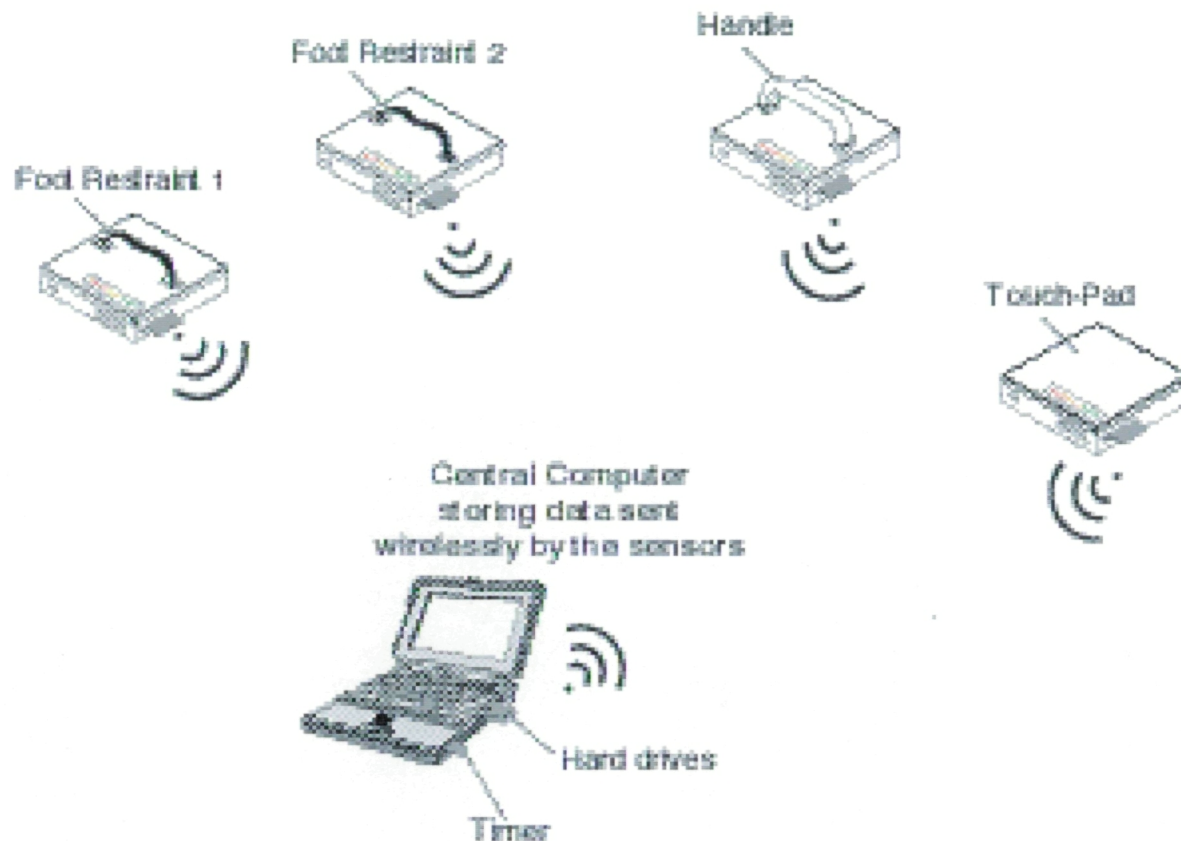 Handle
Foot Restraint 2
Foot Restraint 1
Touch-Pad
Central Computer
storing data sent
wirelessly by the sensors
Hard drives
Timer